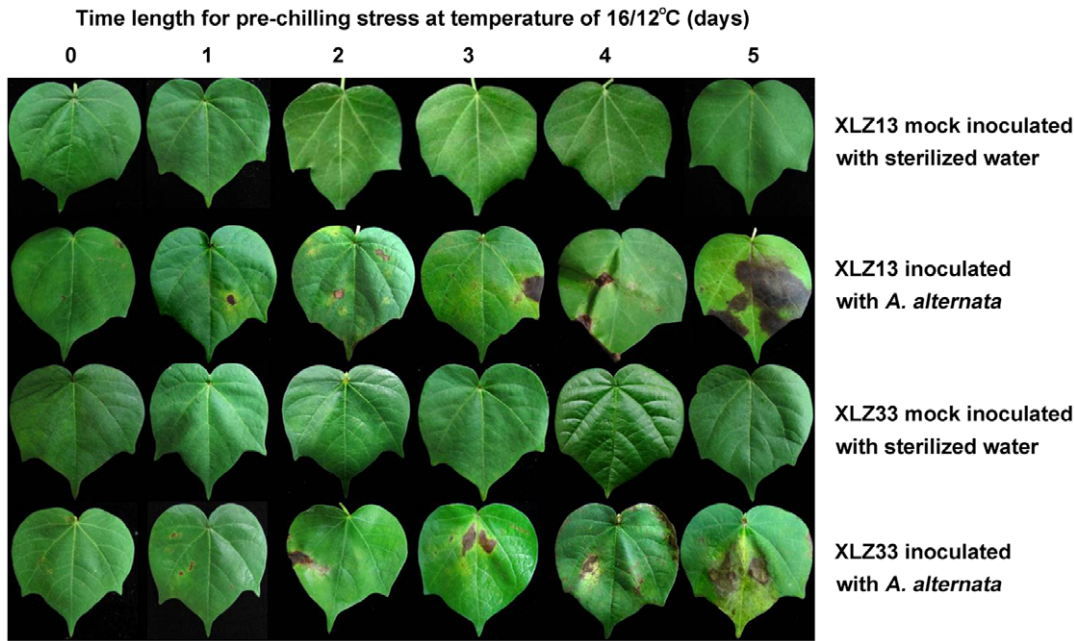 Time length for pre-chilling stress at temperature of 16/12°C (days)
0 1 2 3 4 5
XLZ13 mock inoculated
with sterilized water
XLZ13 inoculated
with A. alternata
XLZ33 mock inoculated
with sterilized water
XLZ33 inoculated
with A. alternata